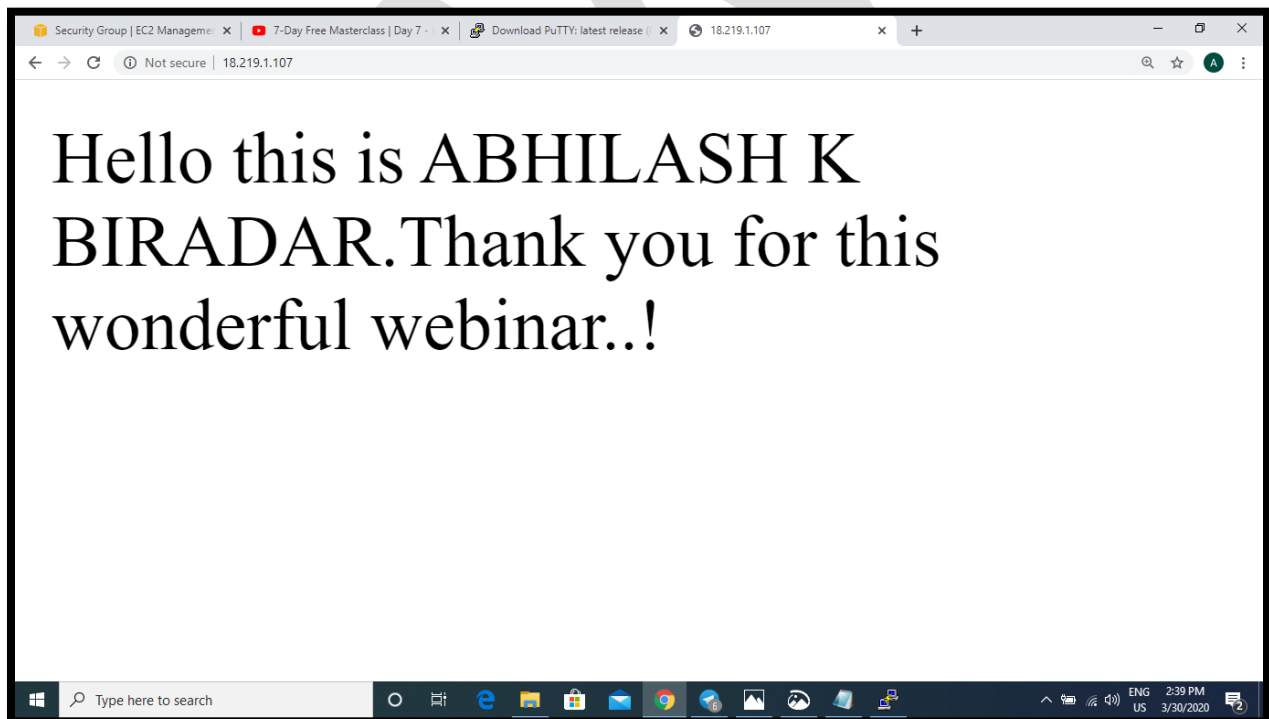 Security Group | EC2 Manageme
7-Day Free Masterclass | Day 7 -
Download PuTTY: latest release (
18.219.1.107
Not secure | 18.219.1.107
A
Hello this is ABHILASH K
BIRADAR.Thank you for this
wonderful webinar..!
Type here to search
ENG
US
2:39 PM
3/30/2020
2